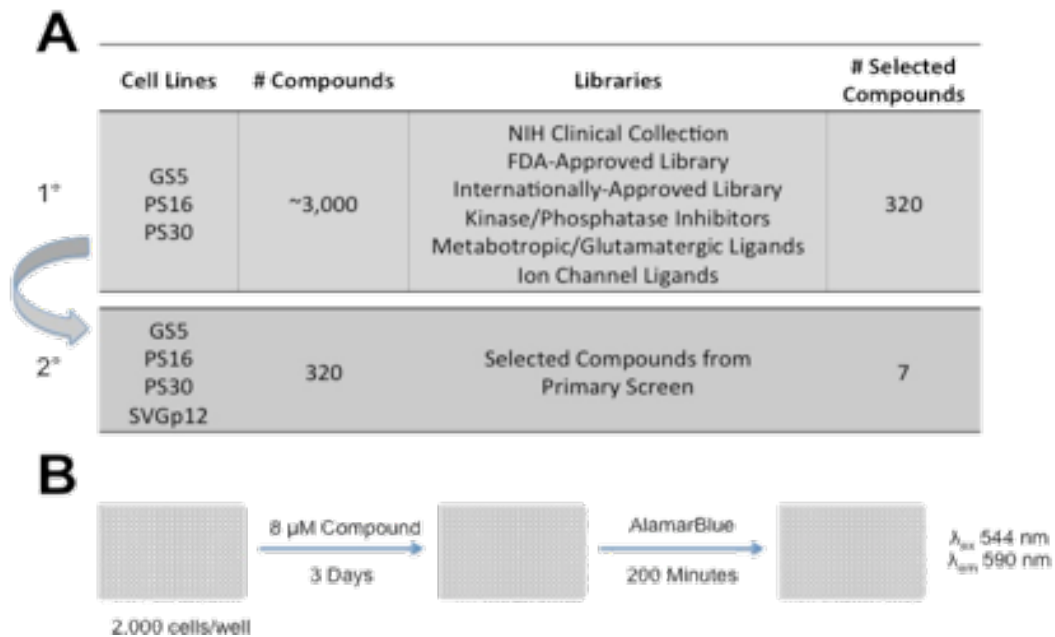 A
Cell Lines # Compounds Libraries # Selected Compounds
1°
GS5
PS16
PS30
~3,000
NIH Clinical Collection
FDA-Approved Library
Internationally-Approved Library
Kinase/Phosphatase Inhibitors
Metabotropic/Glutamatergic Ligands
Ion Channel Ligands
320
2°
GS5
PS16
PS30
SVGp12
320
Selected Compounds from
Primary Screen
7
B
8 µM Compound
3 Days
AlamarBlue
200 Minutes
λex 544 nm
λem 590 nm
2,000 cells/well